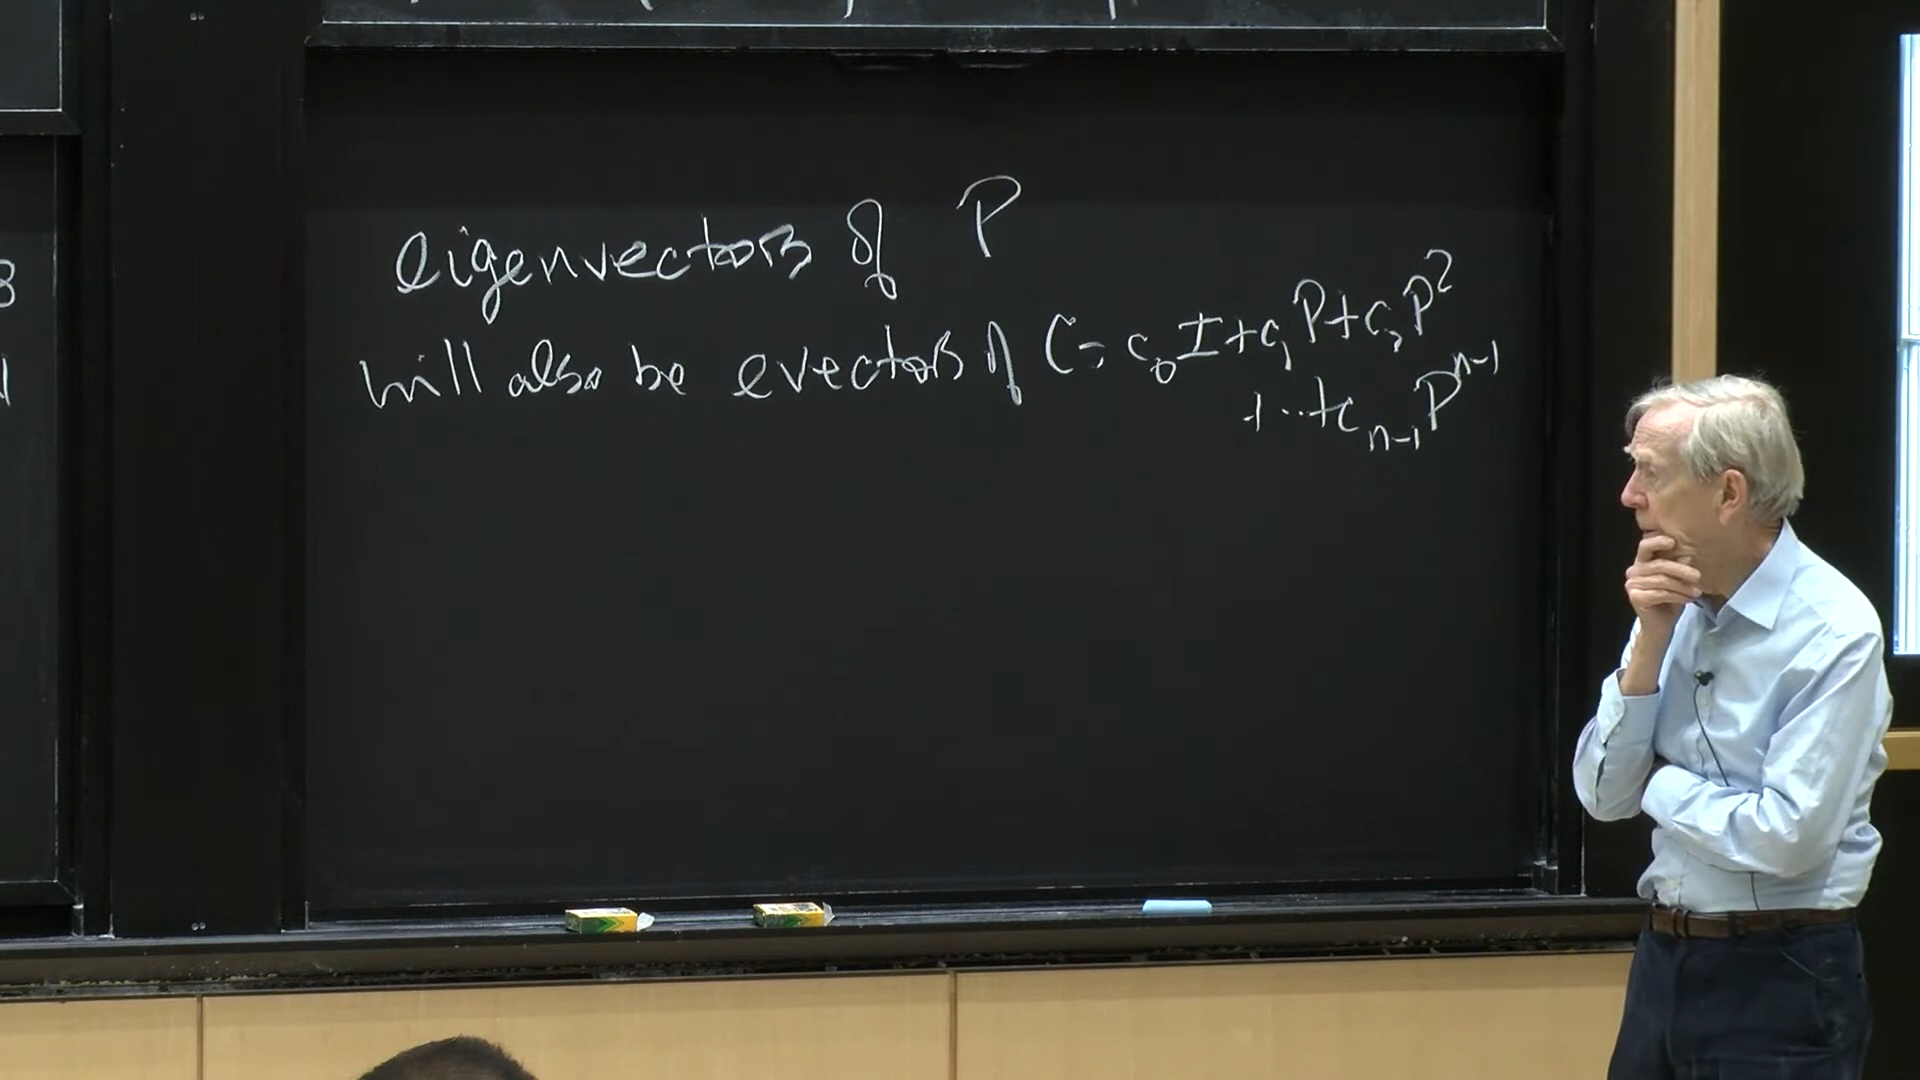 eigenvectors of P
will also be evectors of C = c₀I + c₁P + c₂P²
+ ... + cₙ₋₁Pⁿ⁻¹